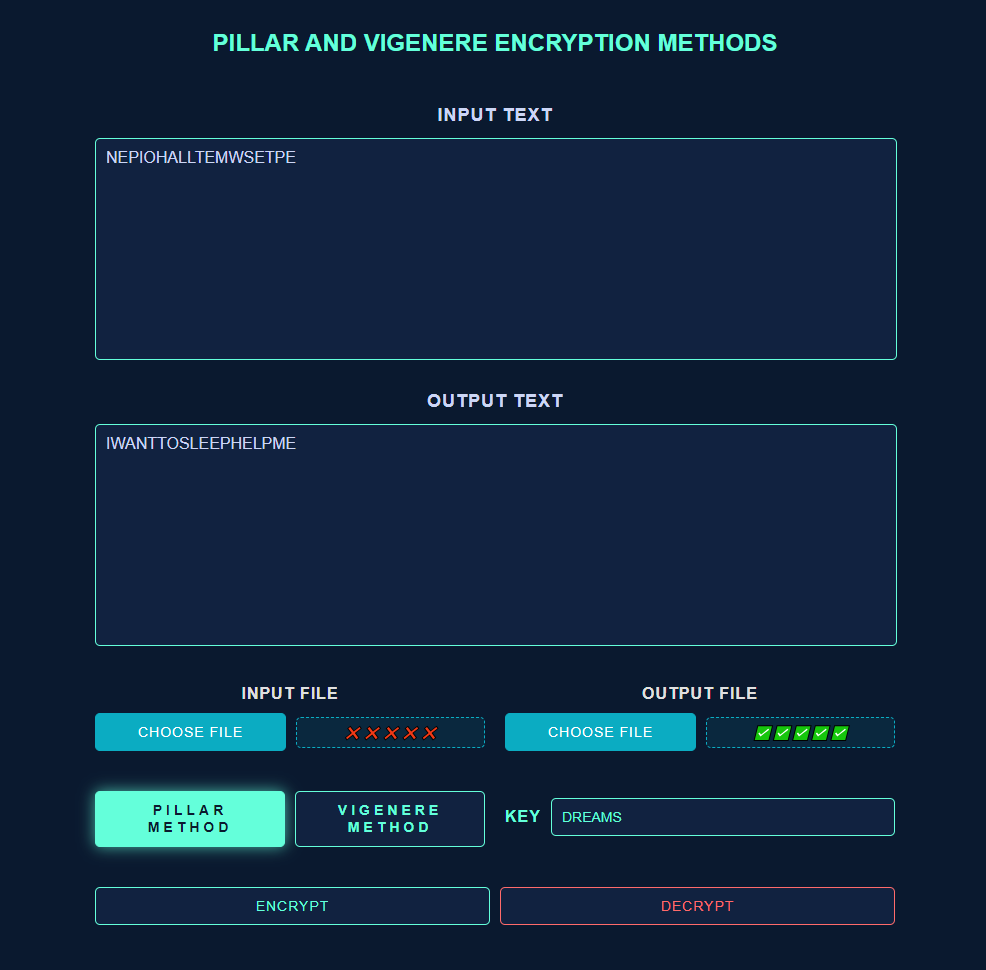 PILLAR AND VIGENERE ENCRYPTION METHODS
INPUT TEXT
NEPIOHALLTEMWSETPE
OUTPUT TEXT
IWANTTOSLEEPHELPME
INPUT FILE
OUTPUT FILE
CHOOSE FILE
CHOOSE FILE
PILLAR
METHOD
VIGENERE
METHOD
KEY
DREAMS
ENCRYPT
DECRYPT